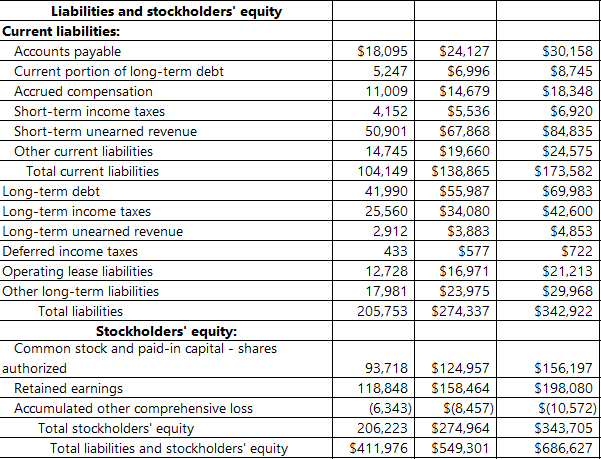 Liabilities and stockholders' equity
Current liabilities:
Accounts payable $18,095 $24,127 $30,158
Current portion of long-term debt 5,247 $6,996 $8,745
Accrued compensation 11,009 $14,679 $18,348
Short-term income taxes 4,152 $5,536 $6,920
Short-term unearned revenue 50,901 $67,868 $84,835
Other current liabilities 14,745 $19,660 $24,575
Total current liabilities 104,149 $138,865 $173,582
Long-term debt 41,990 $55,987 $69,983
Long-term income taxes 25,560 $34,080 $42,600
Long-term unearned revenue 2,912 $3,883 $4,853
Deferred income taxes 433 $577 $722
Operating lease liabilities 12,728 $16,971 $21,213
Other long-term liabilities 17,981 $23,975 $29,968
Total liabilities 205,753 $274,337 $342,922
Stockholders' equity:
Common stock and paid-in capital - shares
authorized 93,718 $124,957 $156,197
Retained earnings 118,848 $158,464 $198,080
Accumulated other comprehensive loss (6,343) $(8,457) $(10,572)
Total stockholders' equity 206,223 $274,964 $343,705
Total liabilities and stockholders' equity $411,976 $549,301 $686,627